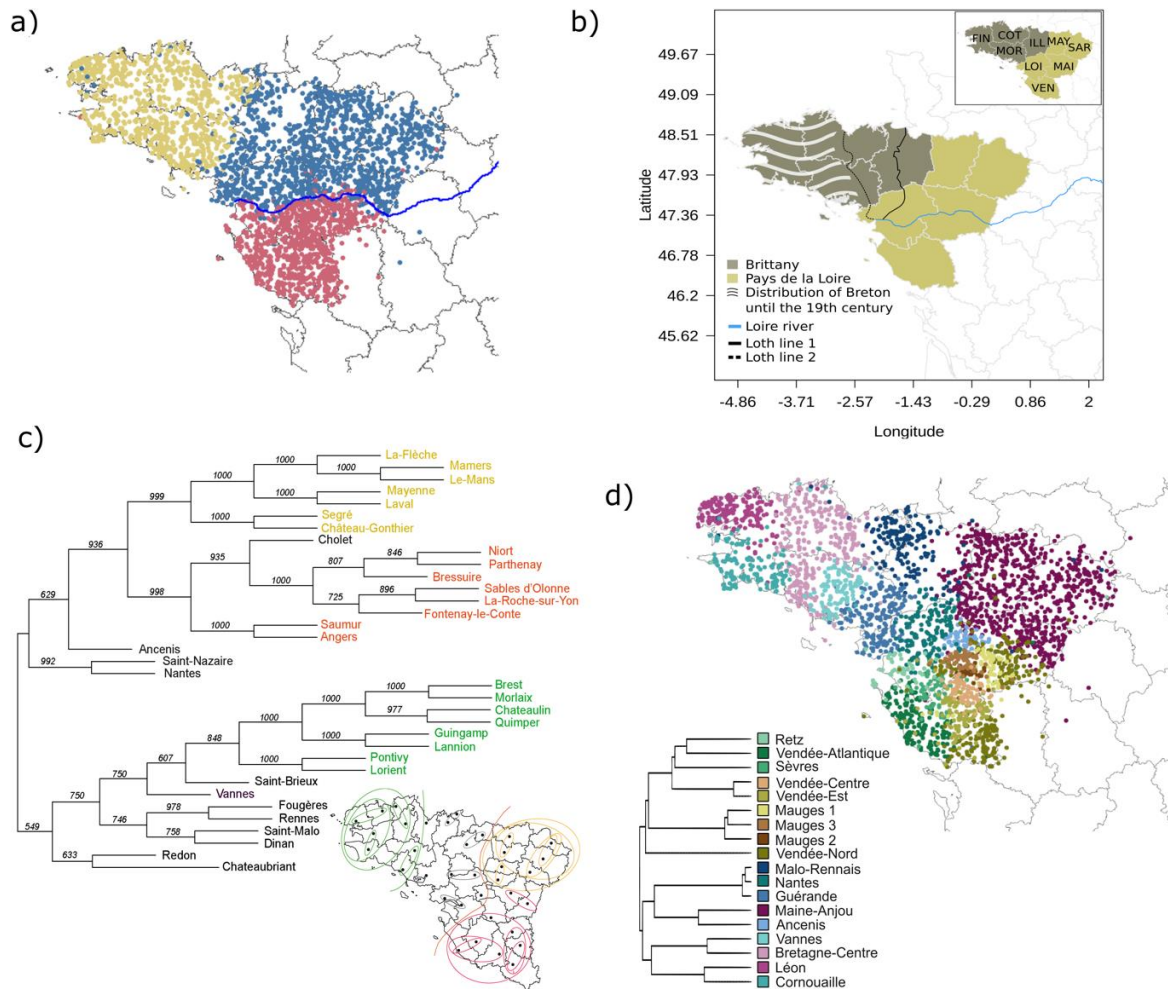 a)
b)
49.67
49.09
48.51
47.93
47.36
46.78
46.2
45.62
Latitude
-4.86
-3.71
-2.57
-1.43
-0.29
0.86
2
Longitude
FIN
COT
MOR
ILL
MAY
SAR
LOI
MAI
VEN
Brittany
Pays de la Loire
Distribution of Breton
until the 19th century
Loire river
Loth line 1
Loth line 2
c)
La-Flèche
1000
1000
Mamers
1000
Le-Mans
999
1000
Mayenne
Laval
1000
Segré
Château-Gonthier
936
Cholet
935
846
Niort
807
Parthenay
1000
Bressuire
629
998
896
Sables d'Olonne
725
La-Roche-sur-Yon
Fontenay-le-Conte
1000
Saumur
Angers
Ancenis
992
Saint-Nazaire
Nantes
1000
Brest
1000
Morlaix
977
Chateaulin
1000
Quimper
848
1000
Guingamp
Lannion
607
1000
Pontivy
Lorient
750
Saint-Brieux
Vannes
750
978
Fougères
Rennes
746
758
Saint-Malo
Dinan
549
633
Redon
Chateaubriant
d)
Retz
Vendée-Atlantique
Sèvres
Vendée-Centre
Vendée-Est
Mauges 1
Mauges 3
Mauges 2
Vendée-Nord
Malo-Rennais
Nantes
Guérande
Maine-Anjou
Ancenis
Vannes
Bretagne-Centre
Léon
Cornouaille